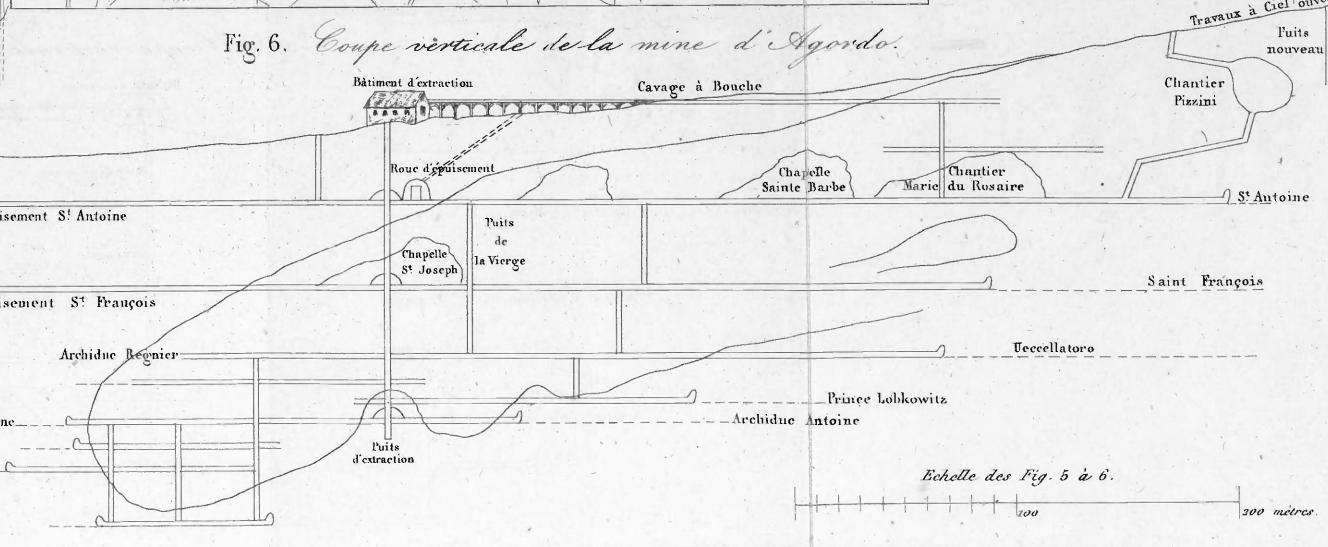 Fig. 6. Coupe verticale de la mine d'Agordo.
Travaux à Ciel ouve
Puits
nouveau
Bâtiment d'extraction
Cavage à Bouche
Chantier
Pizzini
Roue d'épuisement
Chapelle
Sainte Barbe
Chantier
Marie du Rosaire
isement St Antoine
St Antoine
Puits
de
la Vierge
Chapelle
St Joseph
isement St François
Saint François
Archiduc Regnier
Ueccellatoro
Prince Lobkowitz
ne
Archiduc Antoine
Puits
d'extraction
Echelle des Fig. 5 à 6.
100
200 mètres.